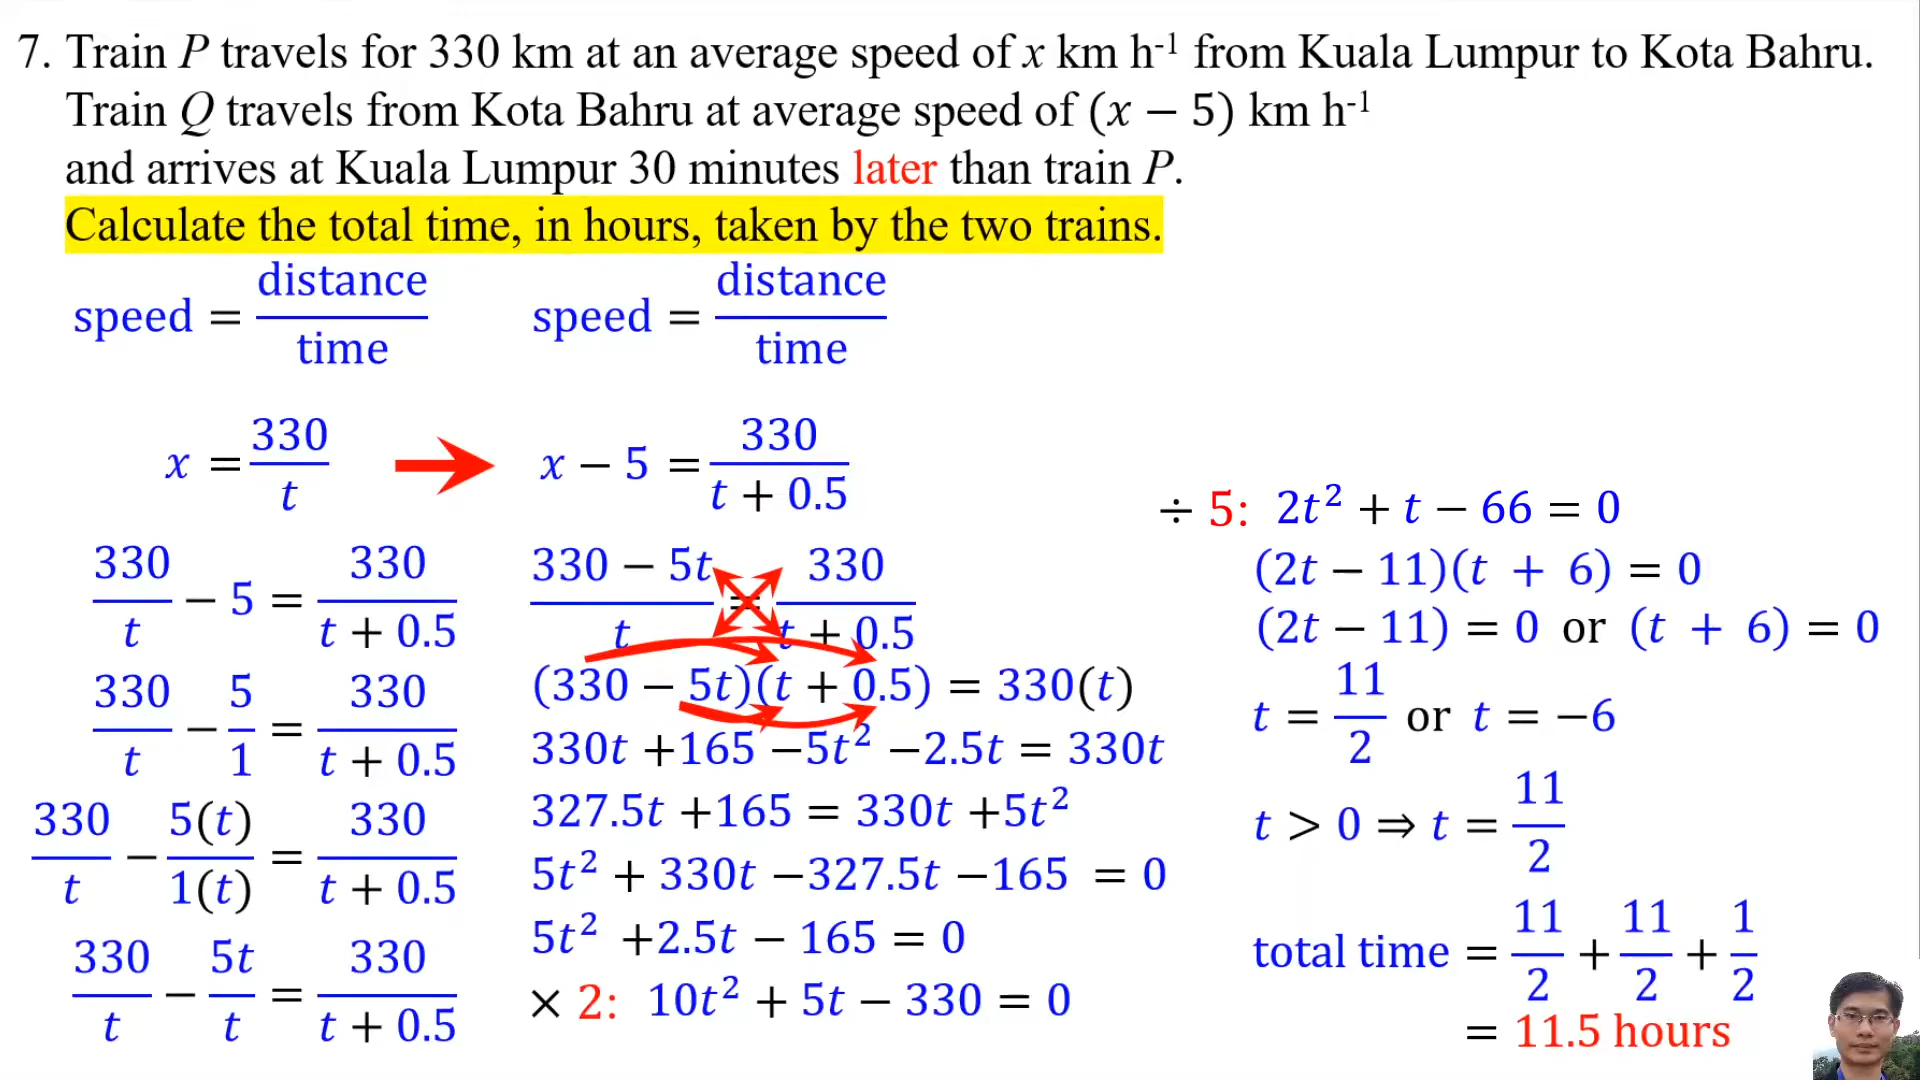 7. Train P travels for 330 km at an average speed of x km h⁻¹ from Kuala Lumpur to Kota Bahru.
Train Q travels from Kota Bahru at average speed of (x − 5) km h⁻¹
and arrives at Kuala Lumpur 30 minutes later than train P.
Calculate the total time, in hours, taken by the two trains.
speed = distance/time
x = 330/t
330/t − 5 = 330/(t + 0.5)
330/t − 5/1 = 330/(t + 0.5)
330/t − 5(t)/1(t) = 330/(t + 0.5)
330/t − 5t/t = 330/(t + 0.5)
speed = distance/time
x − 5 = 330/(t + 0.5)
(330 − 5t)/t = 330/(t + 0.5)
(330 − 5t)(t + 0.5) = 330(t)
330t +165 −5t² −2.5t = 330t
327.5t +165 = 330t +5t²
5t² + 330t −327.5t −165 = 0
5t² +2.5t − 165 = 0
× 2: 10t² + 5t − 330 = 0
÷ 5: 2t² + t − 66 = 0
(2t − 11)(t + 6) = 0
(2t − 11) = 0 or (t + 6) = 0
t = 11/2 or t = −6
t > 0 ⇒ t = 11/2
total time = 11/2 + 11/2 + 1/2
= 11.5 hours